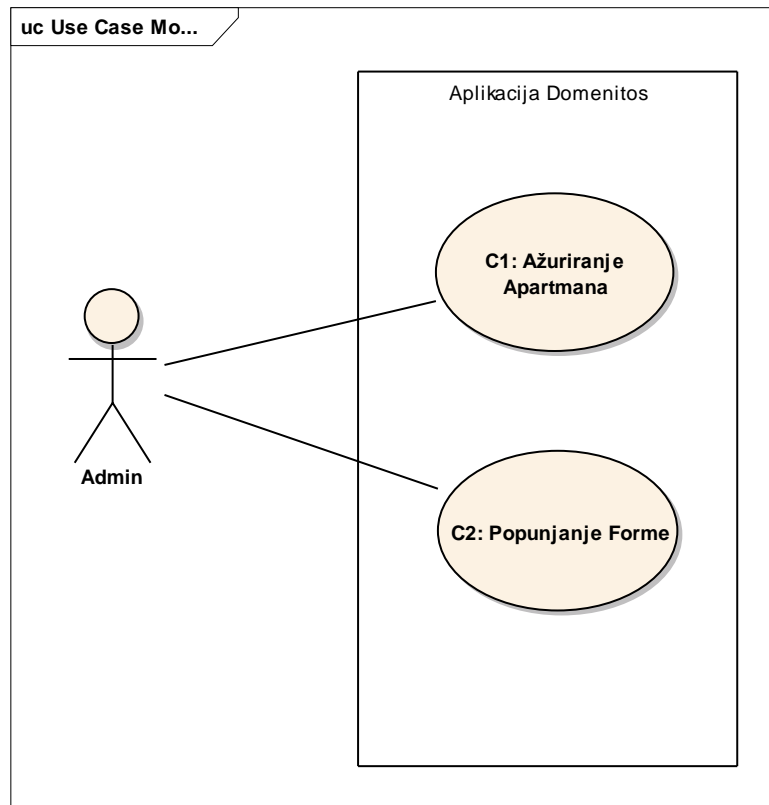 uc Use Case Mo...
Aplikacija Domenitos
C1: Ažuriranje
Apartmana
Admin
C2: Popunjanje Forme